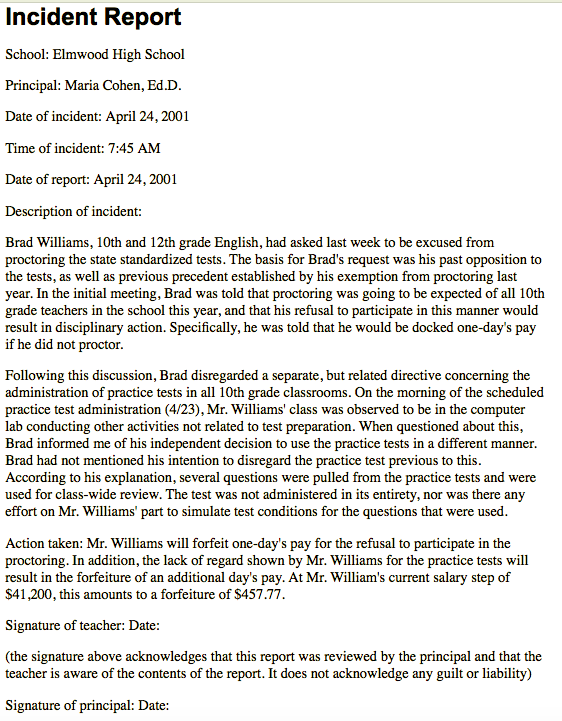 Incident Report
School: Elmwood High School
Principal: Maria Cohen, Ed.D.
Date of incident: April 24, 2001
Time of incident: 7:45 AM
Date of report: April 24, 2001
Description of incident:
Brad Williams, 10th and 12th grade English, had asked last week to be excused from
proctoring the state standardized tests. The basis for Brad's request was his past opposition to
the tests, as well as previous precedent established by his exemption from proctoring last
year. In the initial meeting, Brad was told that proctoring was going to be expected of all 10th
grade teachers in the school this year, and that his refusal to participate in this manner would
result in disciplinary action. Specifically, he was told that he would be docked one-day's pay
if he did not proctor.
Following this discussion, Brad disregarded a separate, but related directive concerning the
administration of practice tests in all 10th grade classrooms. On the morning of the scheduled
practice test administration (4/23), Mr. Williams' class was observed to be in the computer
lab conducting other activities not related to test preparation. When questioned about this,
Brad informed me of his independent decision to use the practice tests in a different manner.
Brad had not mentioned his intention to disregard the practice test previous to this.
According to his explanation, several questions were pulled from the practice tests and were
used for class-wide review. The test was not administered in its entirety, nor was there any
effort on Mr. Williams' part to simulate test conditions for the questions that were used.
Action taken: Mr. Williams will forfeit one-day's pay for the refusal to participate in the
proctoring. In addition, the lack of regard shown by Mr. Williams for the practice tests will
result in the forfeiture of an additional day's pay. At Mr. William's current salary step of
$41,200, this amounts to a forfeiture of $457.77.
Signature of teacher: Date:
(the signature above acknowledges that this report was reviewed by the principal and that the
teacher is aware of the contents of the report. It does not acknowledge any guilt or liability)
Signature of principal: Date: